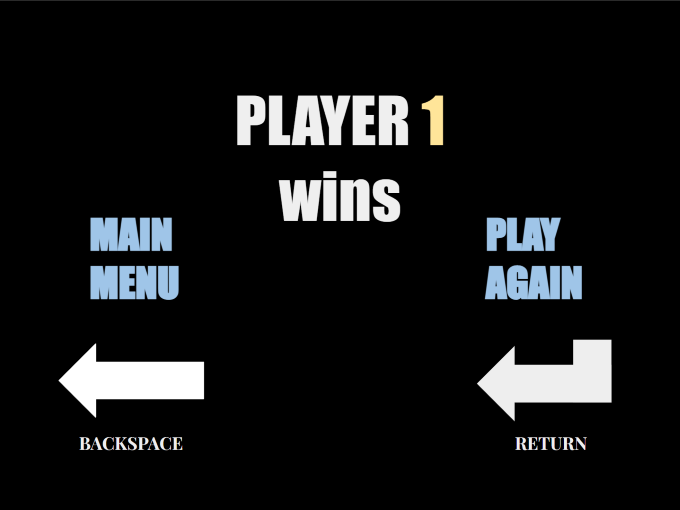 PLAYER 1
wins
MAIN
MENU
PLAY
AGAIN
BACKSPACE
RETURN